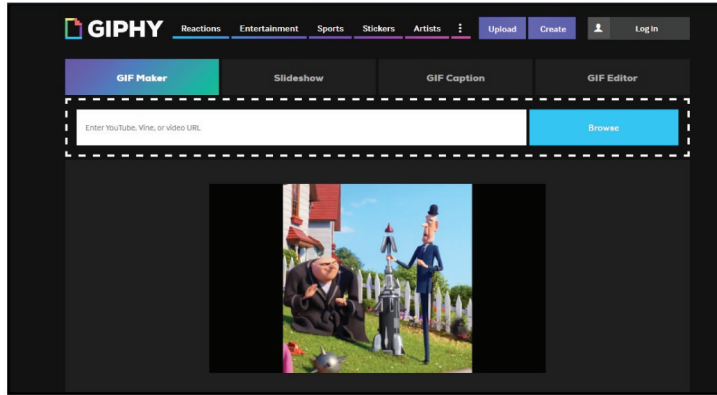 GIPHY Reactions Entertainment Sports Stickers Artists Upload Create Log In
GIF Maker Slideshow GIF Caption GIF Editor
Enter YouTube, Vine, or video URL Browse